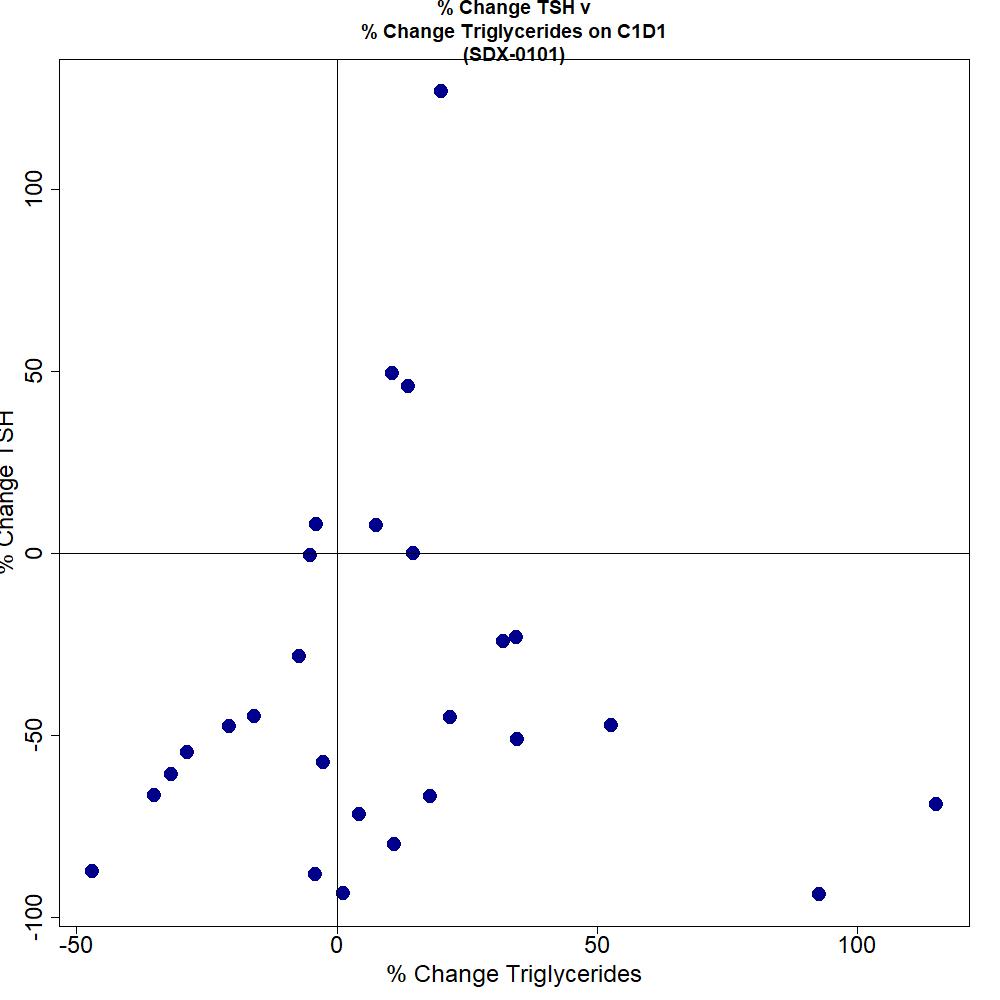 % Change TSH v
% Change Triglycerides on C1D1
(SDX-0101)
% Change TSH
100
50
0
-50
-100
-50
0
50
100
% Change Triglycerides